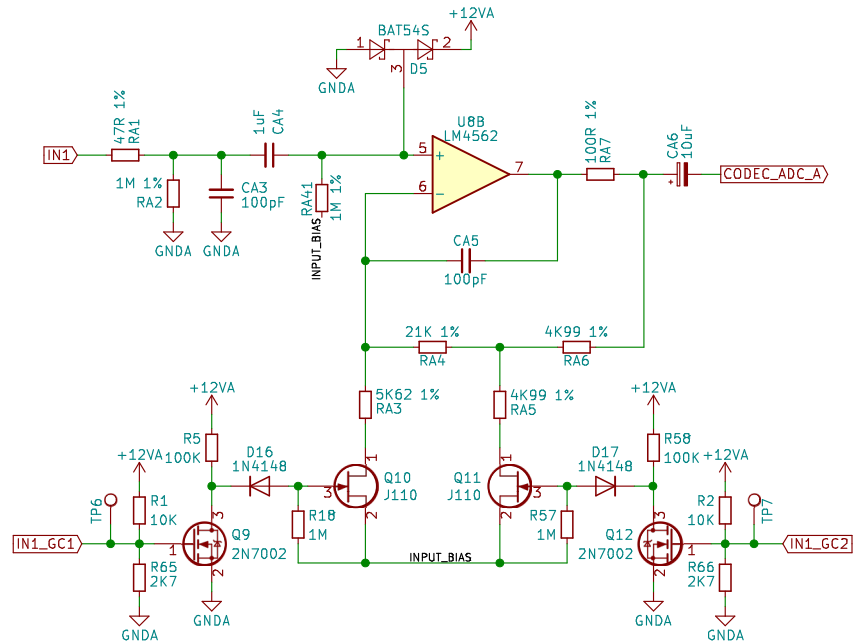 +12VA
BAT54S
1
2
3
D5
GNDA
U8B
LM4562
47R 1%
RA1
1uF
CA4
100R 1%
RA7
CA6
10uF
IN1
5
+
7
6
−
+
CODEC_ADC_A
1M 1%
RA2
CA3
100pF
RA41
1M 1%
INPUT_BIAS
GNDA
GNDA
CA5
100pF
21K 1%
RA4
4K99 1%
RA6
5K62 1%
RA3
4K99 1%
RA5
+12VA
+12VA
R5
100K
D16
1N4148
1
Q10
J110
3
2
1
Q11
J110
3
2
D17
1N4148
R58
100K
+12VA
+12VA
TP6
R1
10K
R18
1M
R57
1M
R2
10K
TP7
3
Q9
2N7002
1
2
3
Q12
2N7002
1
2
IN1_GC1
IN1_GC2
INPUT_BIAS
R65
2K7
R66
2K7
GNDA
GNDA
GNDA
GNDA